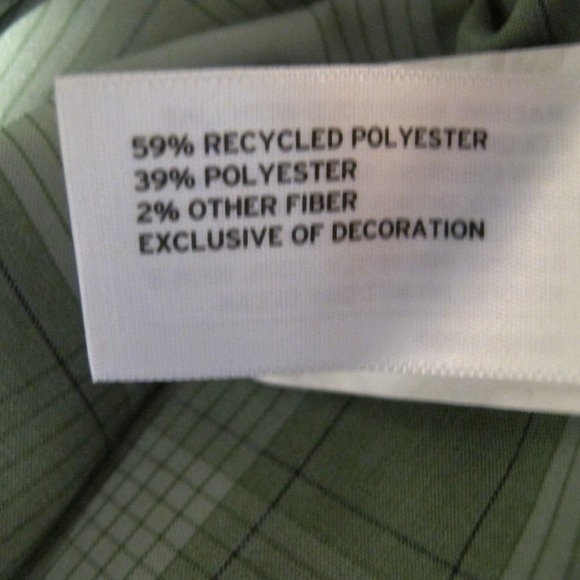 59% RECYCLED POLYESTER
39% POLYESTER
2% OTHER FIBER
EXCLUSIVE OF DECORATION